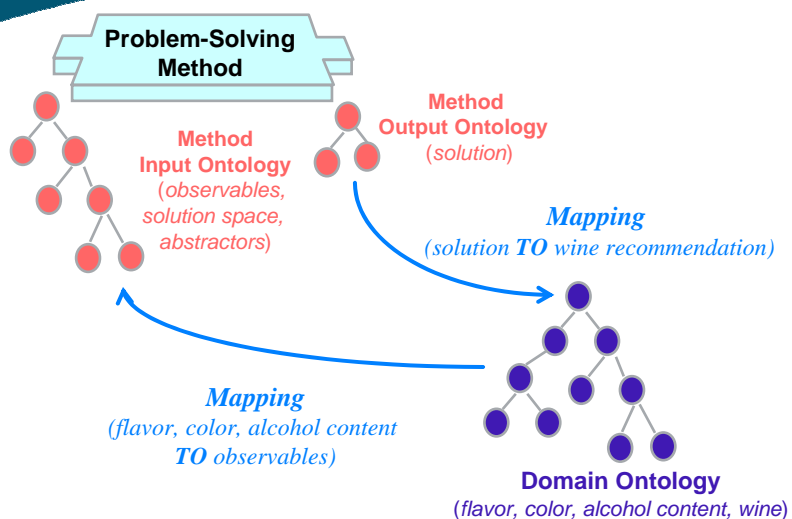 Problem-Solving
Method
Method
Input Ontology
(observables,
solution space,
abstractors)
Method
Output Ontology
(solution)
Mapping
(solution TO wine recommendation)
Mapping
(flavor, color, alcohol content
TO observables)
Domain Ontology
(flavor, color, alcohol content, wine)